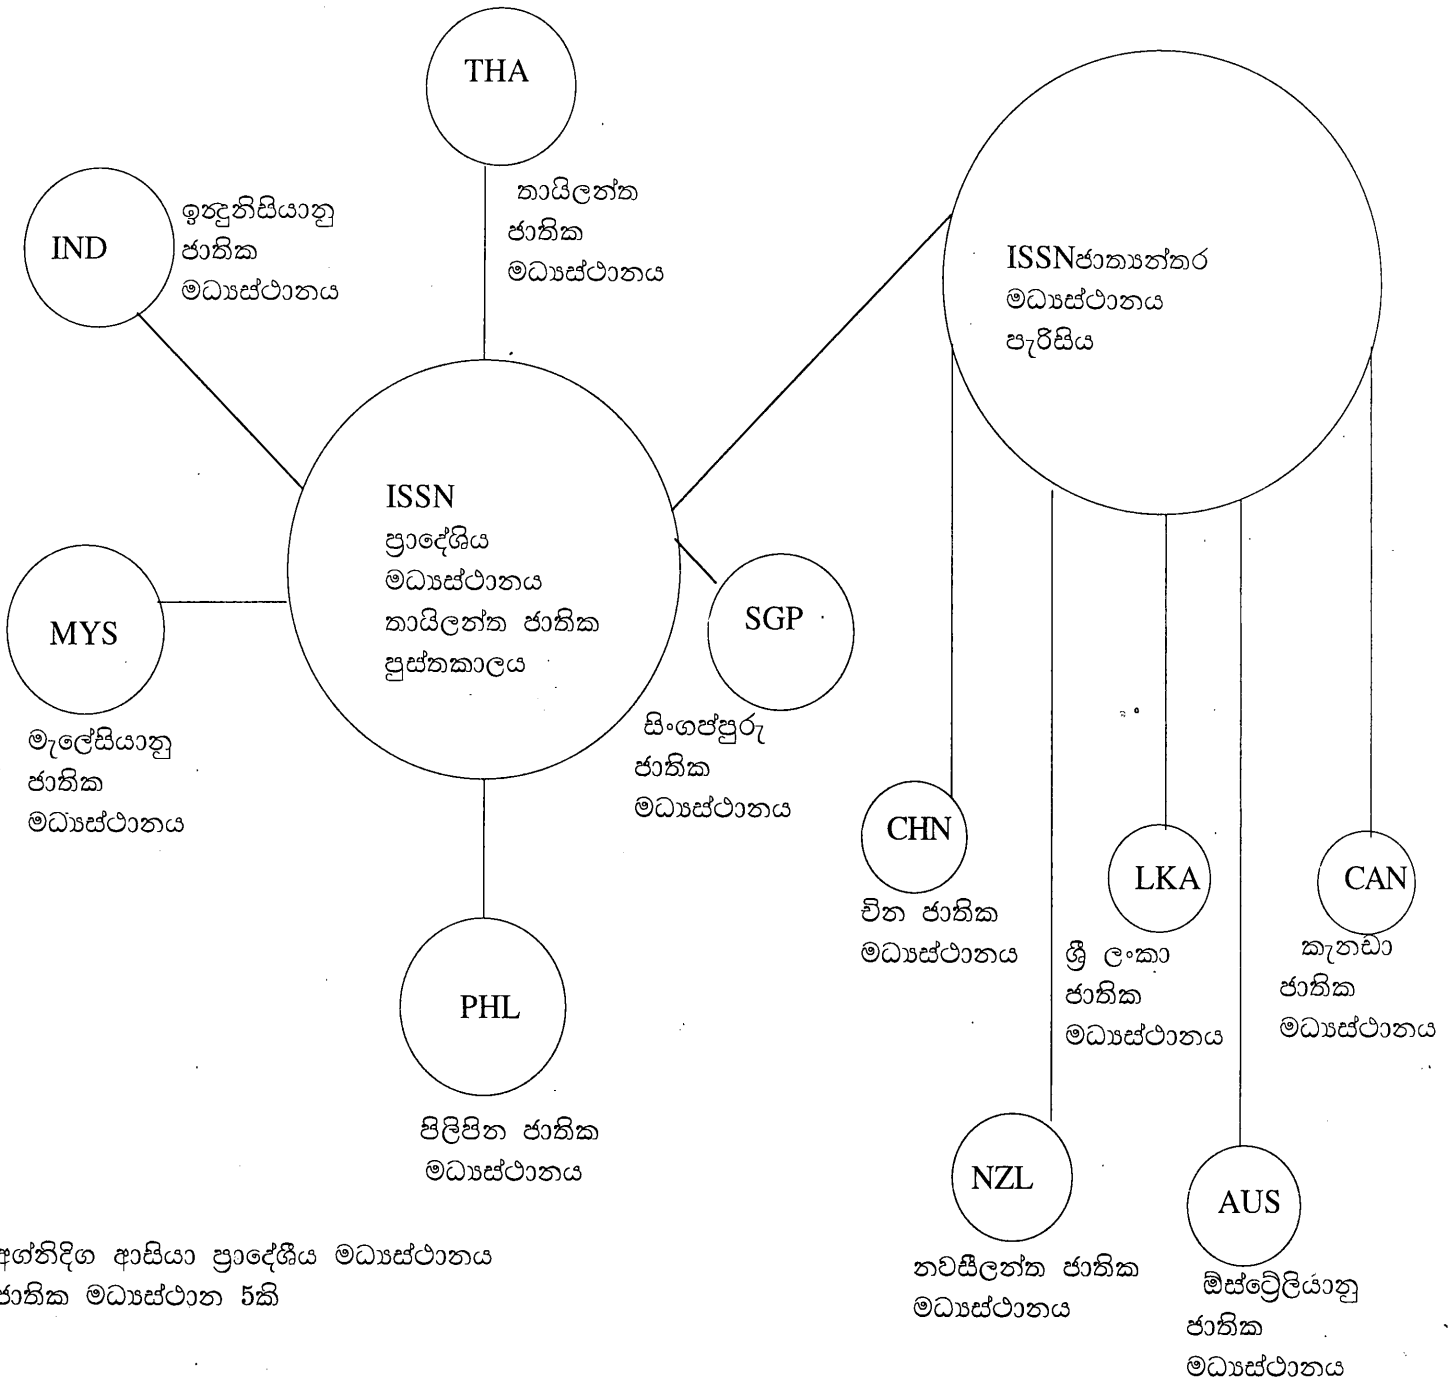 THA
තායිලන්ත
ජාතික
මධ්‍යස්ථානය
IND
ඉන්දුනිසියානු
ජාතික
මධ්‍යස්ථානය
ISSNජාත්‍යන්තර
මධ්‍යස්ථානය
පැරිසිය
ISSN
ප්‍රාදේශිය
මධ්‍යස්ථානය
තායිලන්ත ජාතික
පුස්තකාලය
MYS
මැලේසියානු
ජාතික
මධ්‍යස්ථානය
SGP
සිංගප්පුරු
ජාතික
මධ්‍යස්ථානය
PHL
පිලිපින ජාතික
මධ්‍යස්ථානය
CHN
චීන ජාතික
මධ්‍යස්ථානය
LKA
ශ්‍රී ලංකා
ජාතික
මධ්‍යස්ථානය
CAN
කැනඩා
ජාතික
මධ්‍යස්ථානය
NZL
නවසීලන්ත ජාතික
මධ්‍යස්ථානය
AUS
ඕස්ට්‍රේලියානු
ජාතික
මධ්‍යස්ථානය
අග්නිදිග ආසියා ප්‍රාදේශීය මධ්‍යස්ථානය
ජාතික මධ්‍යස්ථාන 5කි